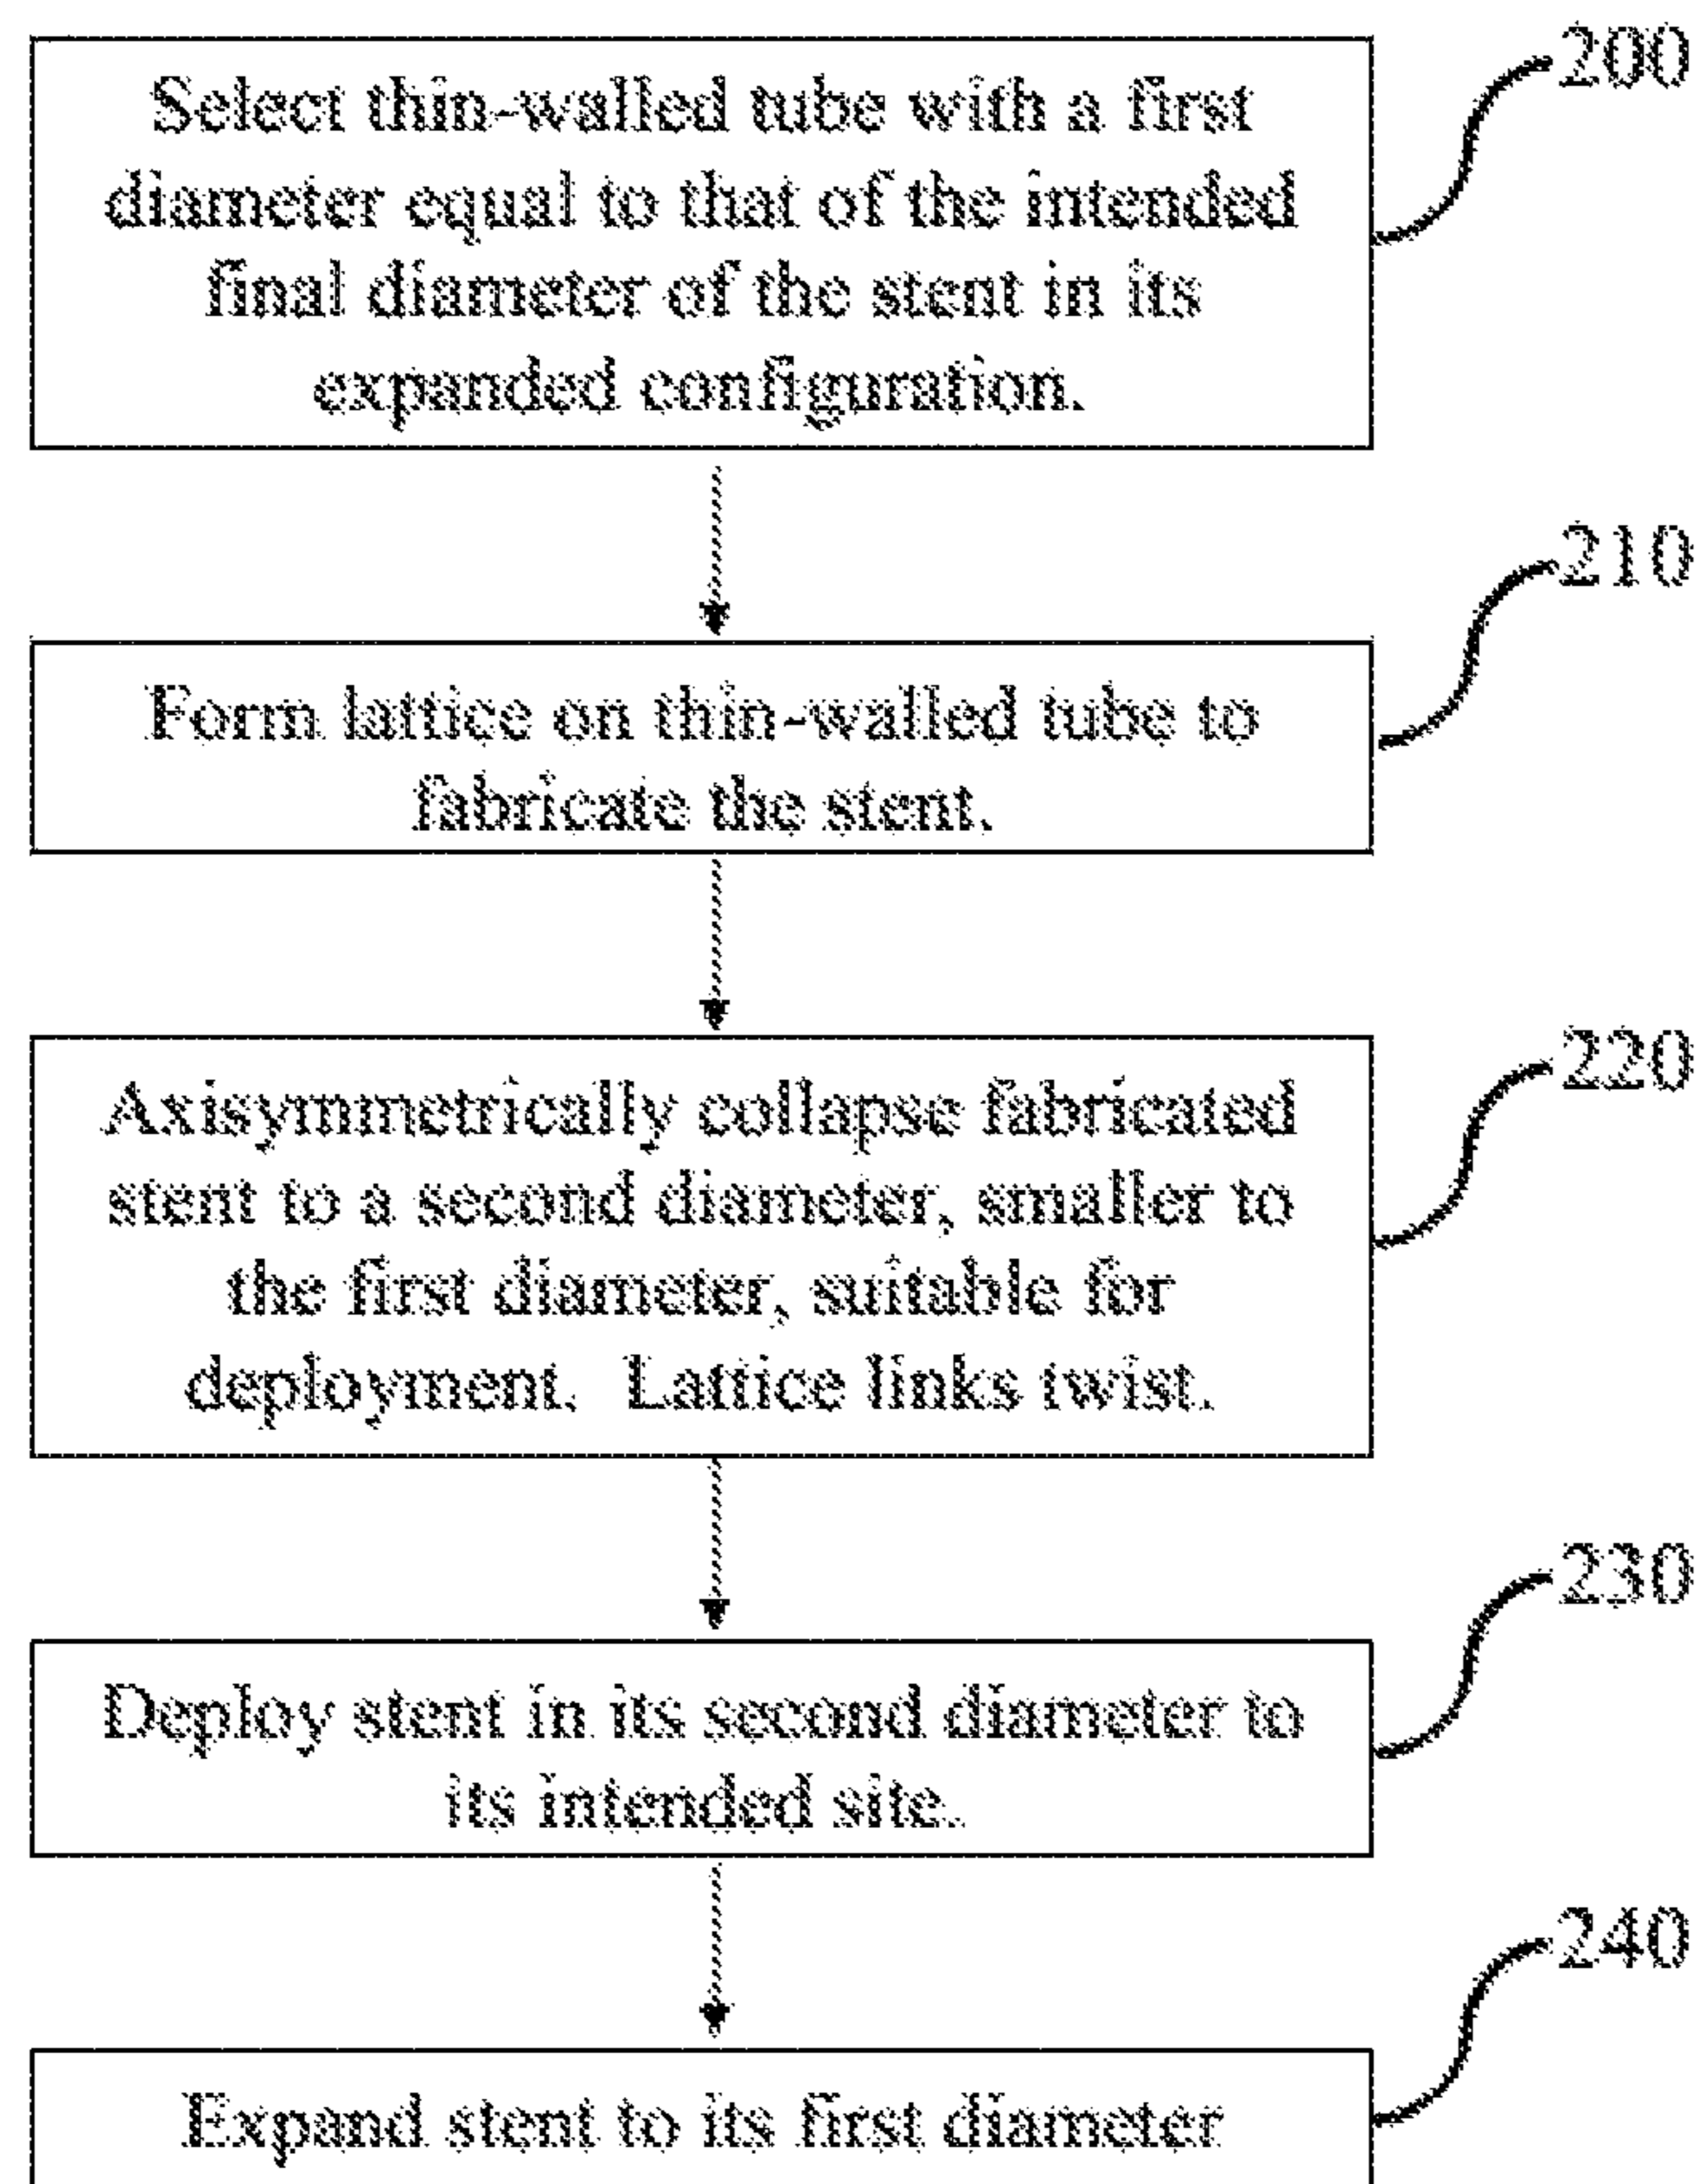 200
Select thin-walled tube with a first
diameter equal to that of the intended
final diameter of the stent in its
expanded configuration.
210
Form lattice on thin-walled tube to
fabricate the stent.
220
Axisymmetrically collapse fabricated
stent to a second diameter, smaller to
the first diameter, suitable for
deployment. Lattice links twist.
230
Deploy stent in its second diameter to
its intended site.
240
Expand stent to its first diameter